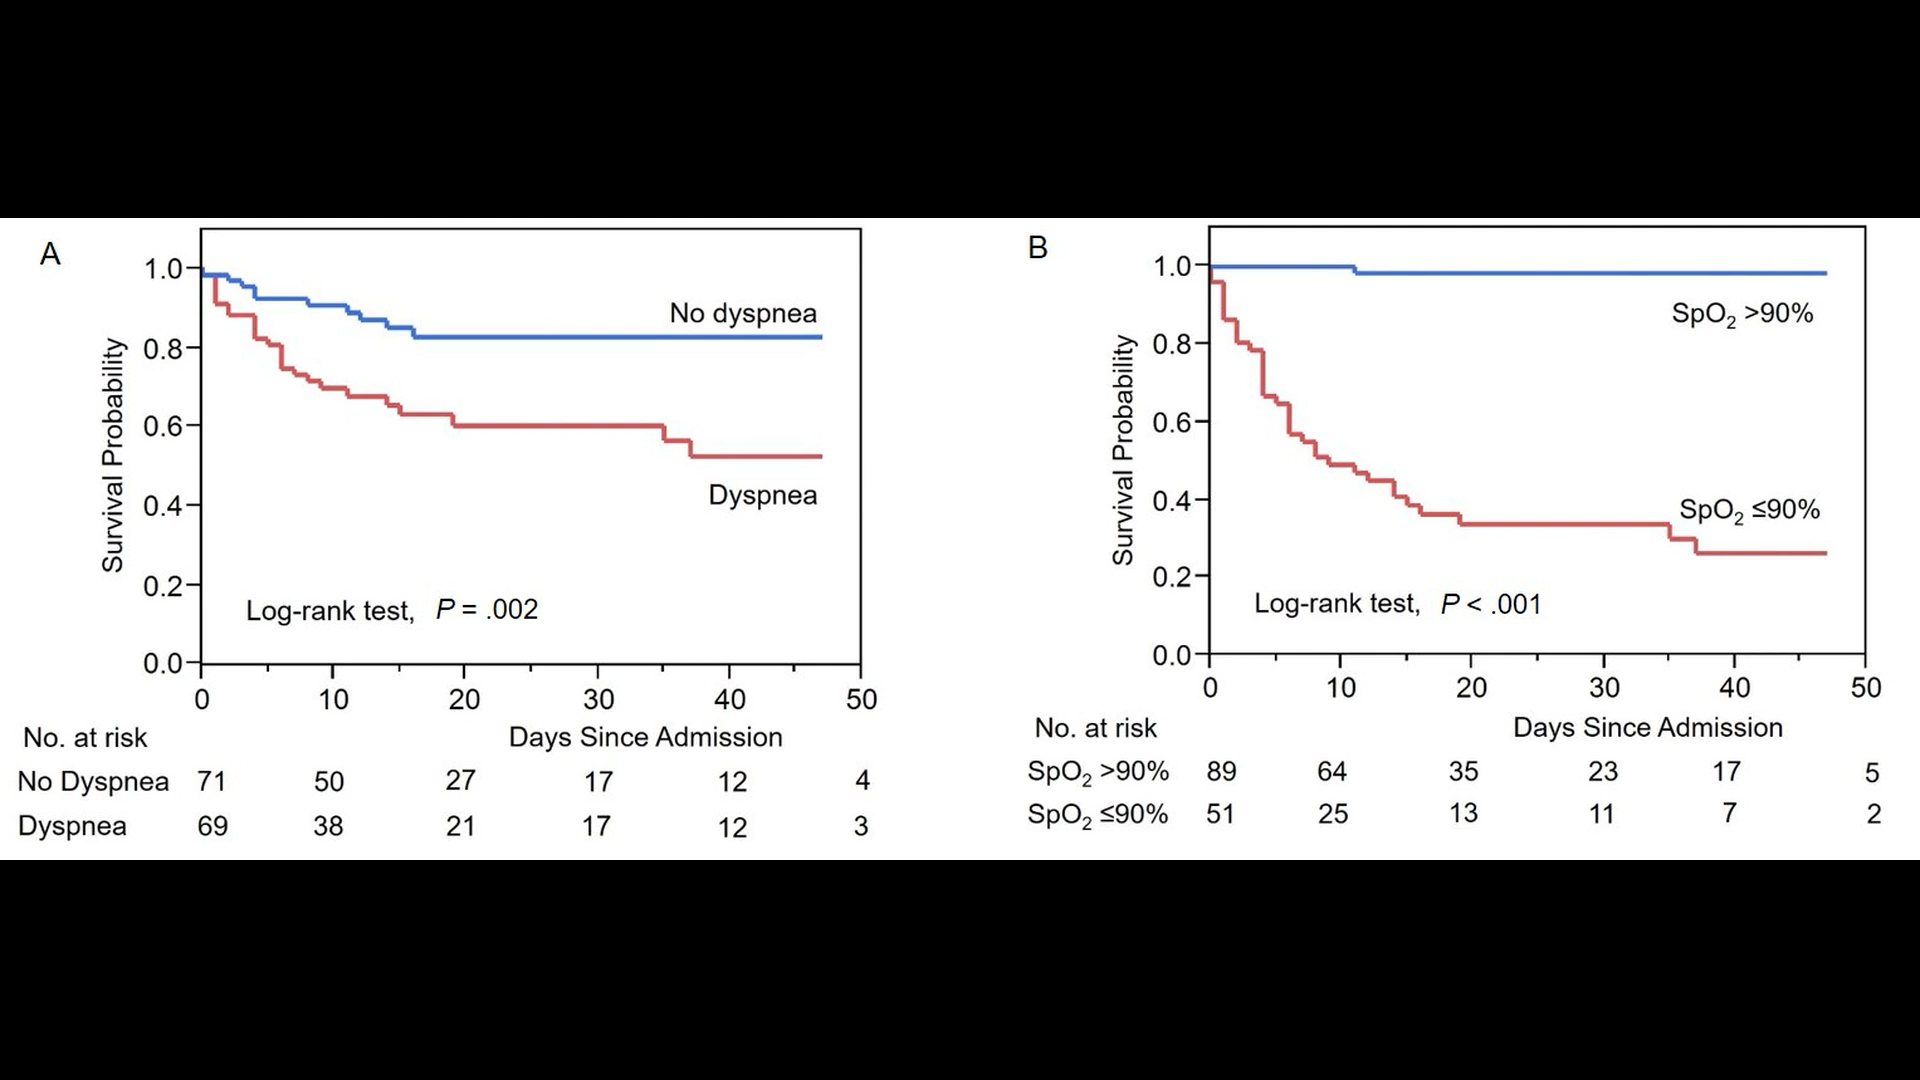 A
1.0
0.8
0.6
0.4
0.2
0.0
Survival Probability
No dyspnea
Dyspnea
Log-rank test, P = .002
0 10 20 30 40 50
Days Since Admission
No. at risk
No Dyspnea 71 50 27 17 12 4
Dyspnea 69 38 21 17 12 3
B
1.0
0.8
0.6
0.4
0.2
0.0
Survival Probability
SpO₂ >90%
SpO₂ ≤90%
Log-rank test, P < .001
0 10 20 30 40 50
Days Since Admission
No. at risk
SpO₂ >90% 89 64 35 23 17 5
SpO₂ ≤90% 51 25 13 11 7 2